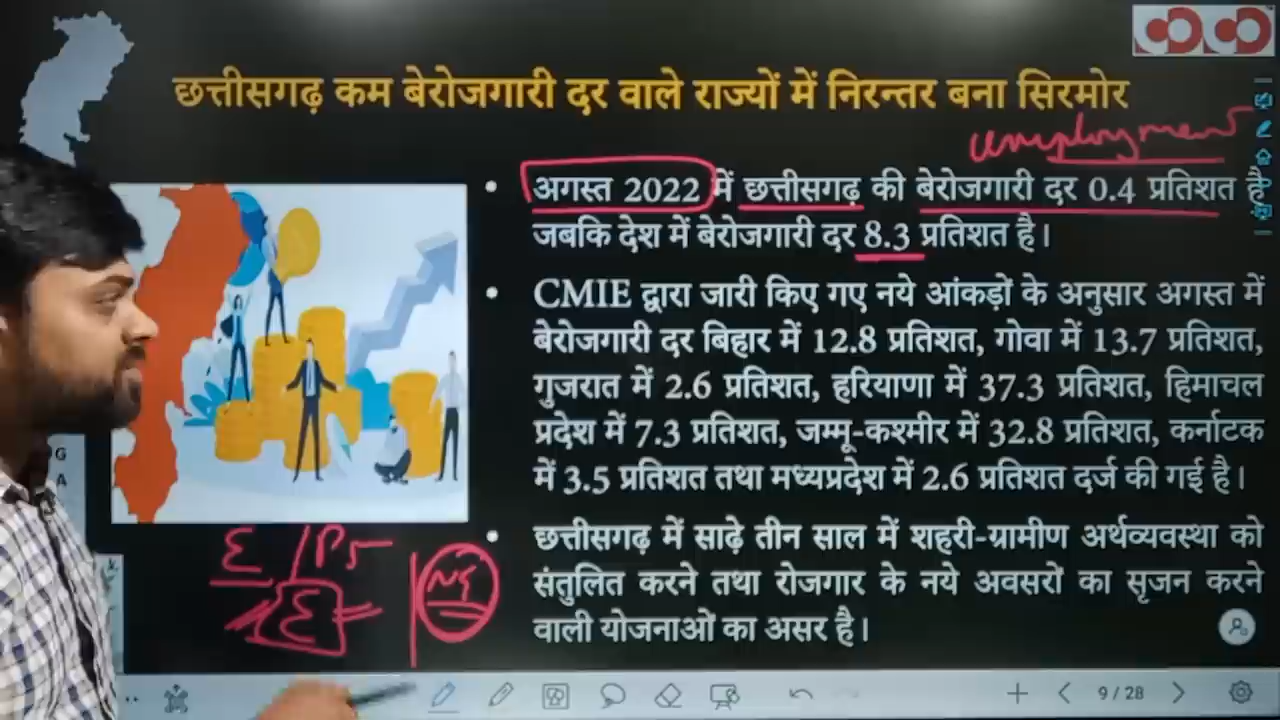 छत्तीसगढ़ कम बेरोजगारी दर वाले राज्यों में निरन्तर बना सिरमोर
unemployment
• अगस्त 2022 में छत्तीसगढ़ की बेरोजगारी दर 0.4 प्रतिशत है
जबकि देश में बेरोजगारी दर 8.3 प्रतिशत है।
• CMIE द्वारा जारी किए गए नये आंकड़ों के अनुसार अगस्त में
बेरोजगारी दर बिहार में 12.8 प्रतिशत, गोवा में 13.7 प्रतिशत,
गुजरात में 2.6 प्रतिशत, हरियाणा में 37.3 प्रतिशत, हिमाचल
प्रदेश में 7.3 प्रतिशत, जम्मू-कश्मीर में 32.8 प्रतिशत, कर्नाटक
में 3.5 प्रतिशत तथा मध्यप्रदेश में 2.6 प्रतिशत दर्ज की गई है।
• छत्तीसगढ़ में साढ़े तीन साल में शहरी-ग्रामीण अर्थव्यवस्था को
संतुलित करने तथा रोजगार के नये अवसरों का सृजन करने
वाली योजनाओं का असर है।
G
A
9 / 28